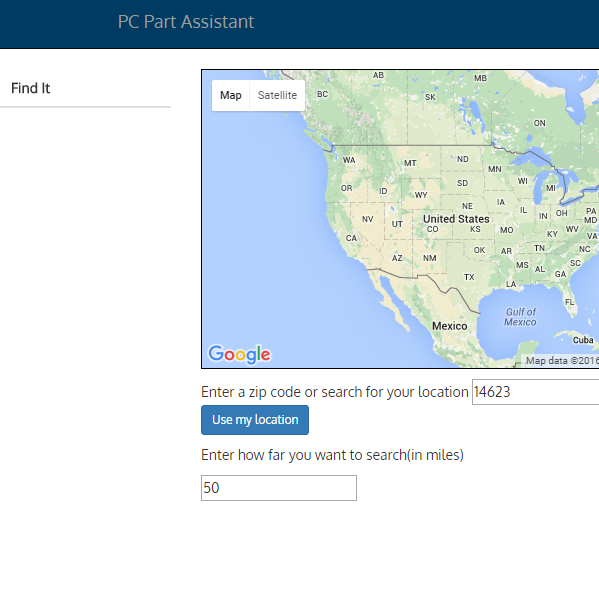 PC Part Assistant
Find It
Map Satellite
AB
MB
BC
SK
ON
WA
MT
ND
MN
OR
ID
SD
WI
MI
WY
NE
IA
IL
IN
OH
PA
MD
NV
UT
United States
CO
KS
MO
KY
WV
VA
CA
AZ
NM
OK
AR
TN
NC
MS
AL
GA
SC
TX
LA
FL
Gulf of
Mexico
Mexico
Cuba
Google
Map data ©2016
Enter a zip code or search for your location 14623
Use my location
Enter how far you want to search(in miles)
50